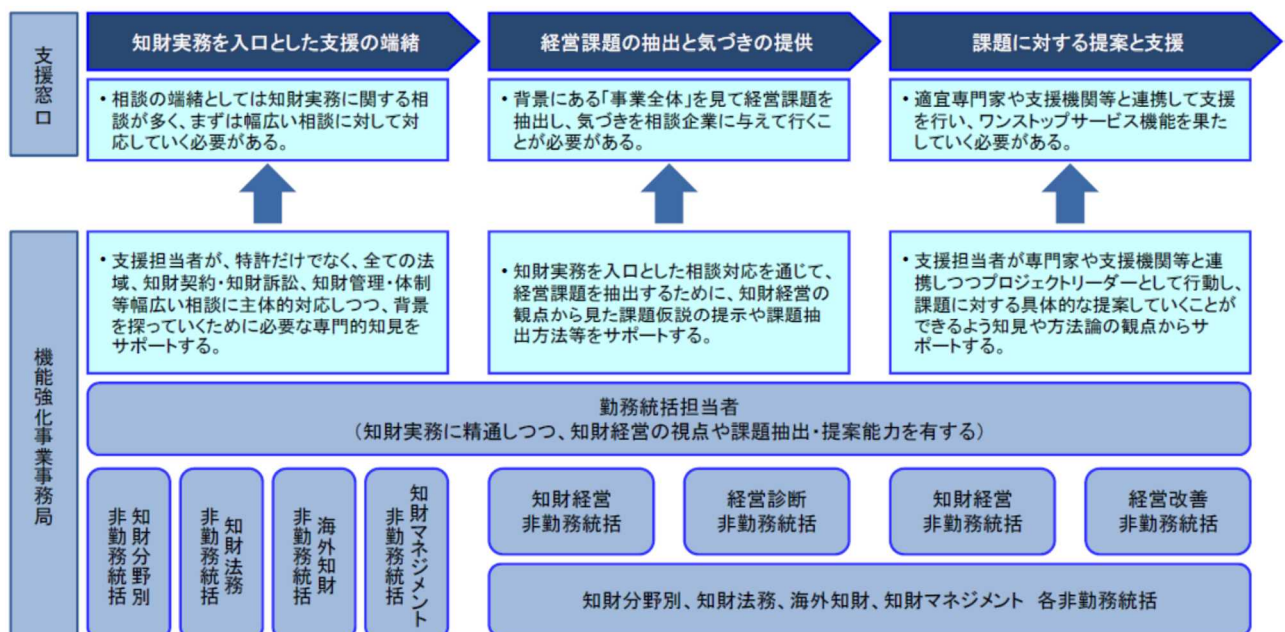 支援窓口
知財実務を入口とした支援の端緒
経営課題の抽出と気づきの提供
課題に対する提案と支援
・相談の端緒としては知財実務に関する相
談が多く、まずは幅広い相談に対して対
応していく必要がある。
・背景にある「事業全体」を見て経営課題を
抽出し、気づきを相談企業に与えて行くこ
とが必要がある。
・適宜専門家や支援機関等と連携して支援
を行い、ワンストップサービス機能を果た
していく必要がある。
機能強化事業事務局
・支援担当者が、特許だけでなく、全ての法
域、知財契約・知財訴訟、知財管理・体制
等幅広い相談に主体的対応しつつ、背景
を探っていくために必要な専門的知見を
サポートする。
・知財実務を入口とした相談対応を通じて、
経営課題を抽出するために、知財経営の
観点から見た課題仮説の提示や課題抽
出方法等をサポートする。
・支援担当者が専門家や支援機関等と連
携しつつプロジェクトリーダーとして行動し、
課題に対する具体的な提案していくことが
できるよう知見や方法論の観点からサ
ポートする。
勤務統括担当者
（知財実務に精通しつつ、知財経営の視点や課題抽出・提案能力を有する）
知財分野別
非勤務統括
知財法務
非勤務統括
海外知財
非勤務統括
知財マネジメント
非勤務統括
知財経営
非勤務統括
経営診断
非勤務統括
知財経営
非勤務統括
経営改善
非勤務統括
知財分野別、知財法務、海外知財、知財マネジメント 各非勤務統括